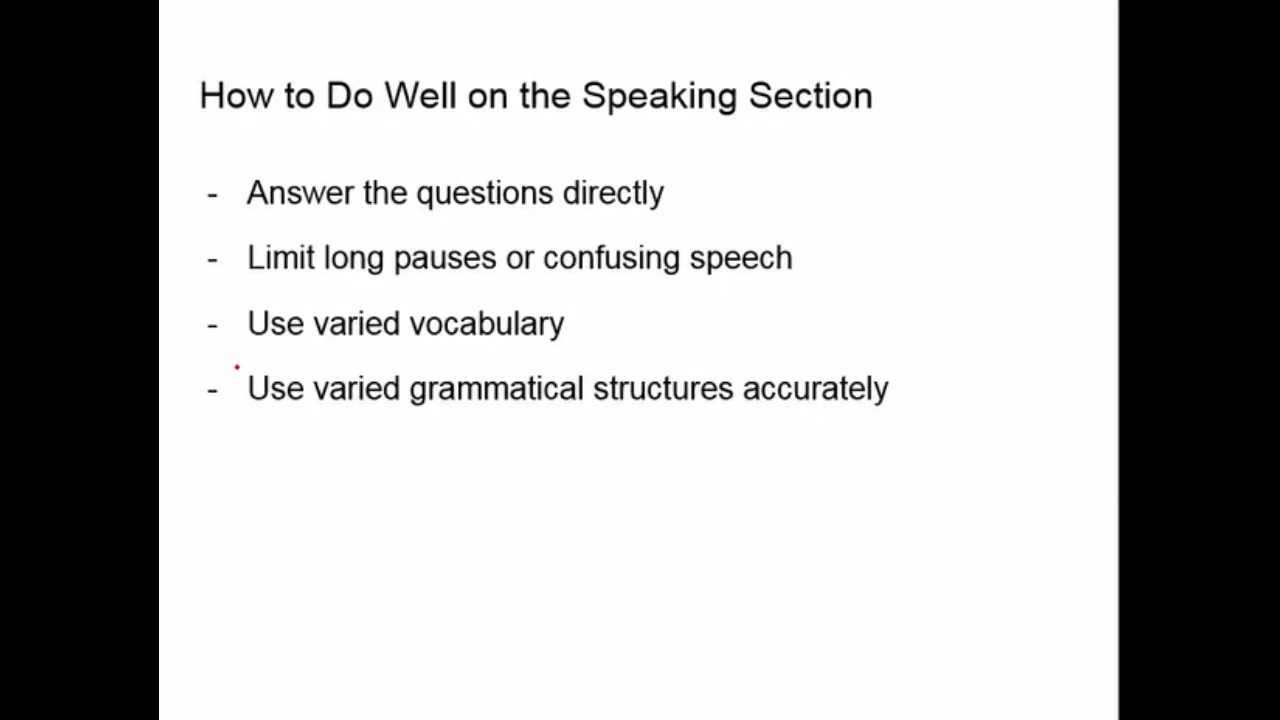 How to Do Well on the Speaking Section
- Answer the questions directly
- Limit long pauses or confusing speech
- Use varied vocabulary
- Use varied grammatical structures accurately